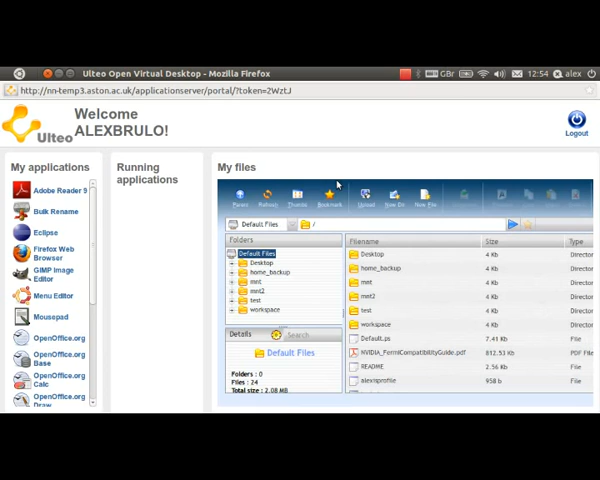 Ulteo Open Virtual Desktop - Mozilla Firefox
GBr
12:54
alex
http://nn-temp3.aston.ac.uk/applicationserver/portal/?token=2WztJ
Ulteo
Welcome
ALEXBRULO!
Logout
My applications
Adobe Reader 9
Bulk Rename
Eclipse
Firefox Web
Browser
GIMP Image
Editor
Menu Editor
Mousepad
OpenOffice.org
OpenOffice.org
Base
OpenOffice.org
Calc
OpenOffice.org
Draw
Running
applications
My files
Parent
Refresh
Thumbs
Bookmark
Upload
New Dir
New File
Default Files
/
Folders
Default Files
Desktop
home_backup
mnt
mnt2
test
workspace
Details
Search
Default Files
Folders : 0
Files : 24
Total size : 2.08 MB
Filename Size Type
Desktop 4 Kb Director
home_backup 4 Kb Director
mnt 4 Kb Director
mnt2 4 Kb Director
test 4 Kb Director
workspace 4 Kb Director
Default.ps 7.41 Kb File
NVIDIA_FermiCompatibilityGuide.pdf 812.53 Kb PDF File
README 2.56 Kb File
alexnsprofile 958 b File